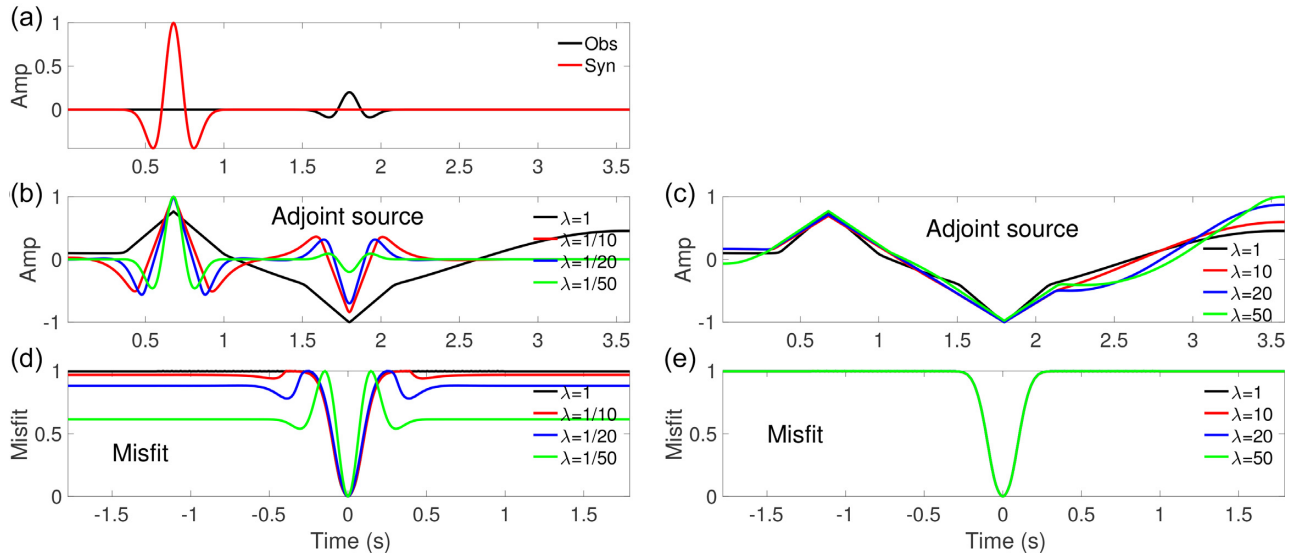 (a)
1
0.5
0
Amp
Obs
Syn
0.5 1 1.5 2 2.5 3 3.5
(b)
1
0
-1
Amp
Adjoint source
λ=1
λ=1/10
λ=1/20
λ=1/50
0.5 1 1.5 2 2.5 3 3.5
(c)
1
0
-1
Amp
Adjoint source
λ=1
λ=10
λ=20
λ=50
0.5 1 1.5 2 2.5 3 3.5
(d)
1
0.5
0
Misfit
Misfit
λ=1
λ=1/10
λ=1/20
λ=1/50
-1.5 -1 -0.5 0 0.5 1 1.5
Time (s)
(e)
1
0.5
0
Misfit
Misfit
λ=1
λ=10
λ=20
λ=50
-1.5 -1 -0.5 0 0.5 1 1.5
Time (s)